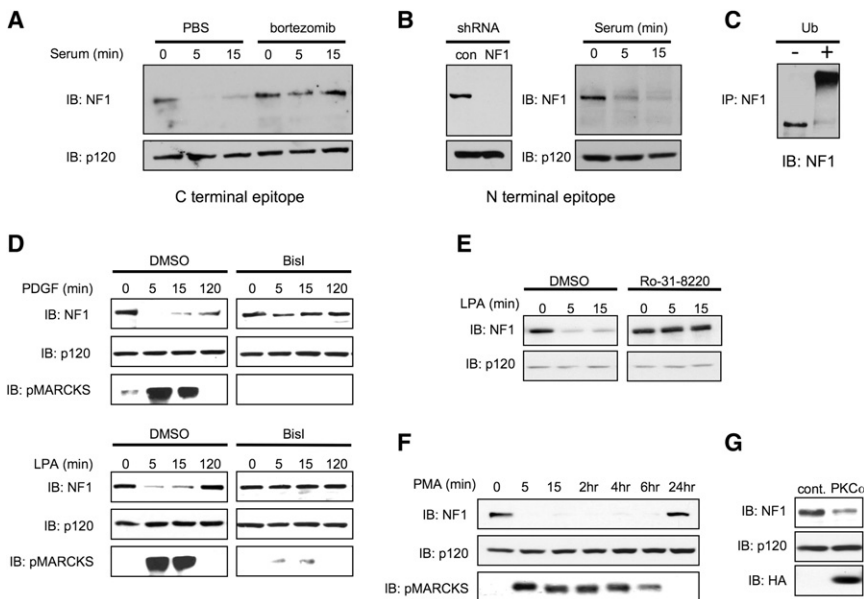 A
PBS bortezomib
Serum (min) 0 5 15 0 5 15
IB: NF1
IB: p120
C terminal epitope
B
shRNA Serum (min)
con NF1 0 5 15
IB: NF1
IB: p120
N terminal epitope
C
Ub
- +
IP: NF1
IB: NF1
D
DMSO BisI
PDGF (min) 0 5 15 120 0 5 15 120
IB: NF1
IB: p120
IB: pMARCKS
DMSO BisI
LPA (min) 0 5 15 120 0 5 15 120
IB: NF1
IB: p120
IB: pMARCKS
E
DMSO Ro-31-8220
LPA (min) 0 5 15 0 5 15
IB: NF1
IB: p120
F
PMA (min) 0 5 15 2hr 4hr 6hr 24hr
IB: NF1
IB: p120
IB: pMARCKS
G
cont. PKCα
IB: NF1
IB: p120
IB: HA